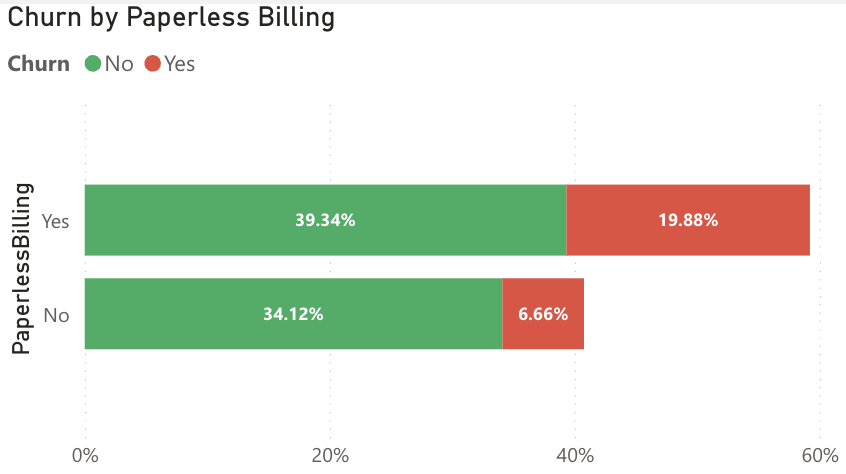 Churn by Paperless Billing
Churn No Yes
PaperlessBilling
Yes 39.34% 19.88%
No 34.12% 6.66%
0% 20% 40% 60%